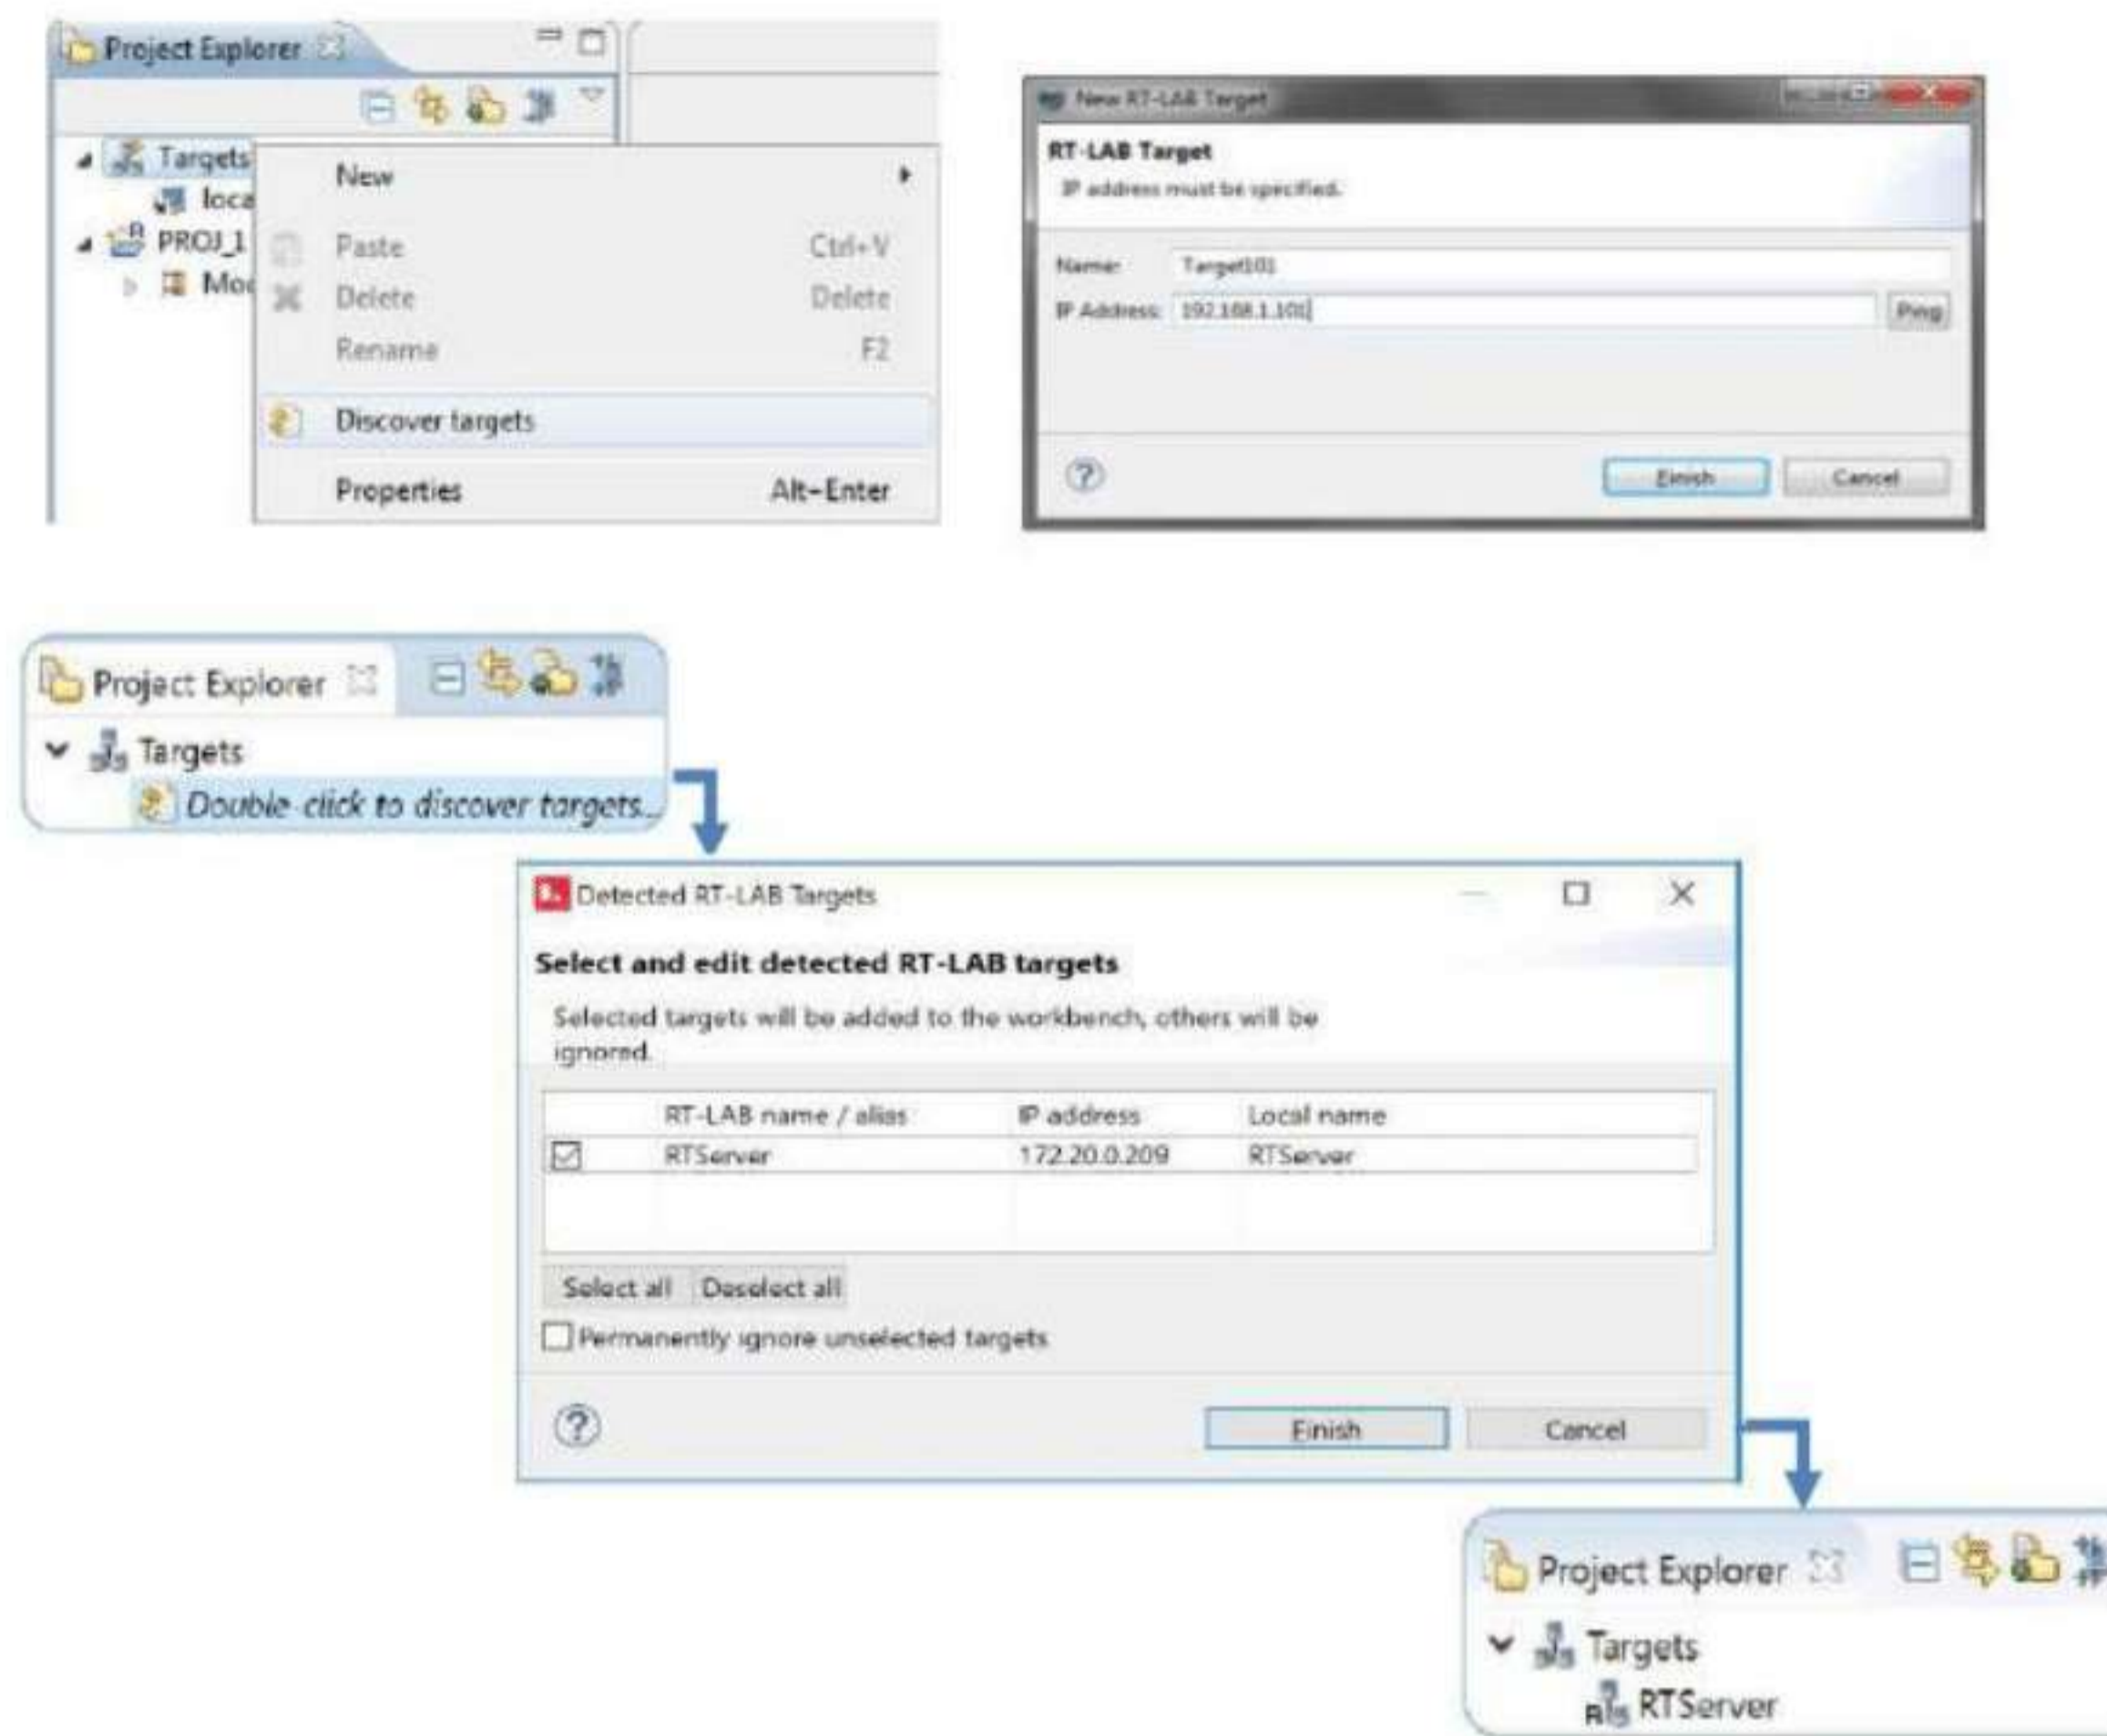 Project Explorer
Targets
loca
PROJ_1
Moc
New
Paste Ctrl+V
Delete Delete
Rename F2
Discover targets
Properties Alt-Enter
New RT-LAB Target
RT-LAB Target
IP address must be specified.
Name: Target101
IP Address: 192.168.1.101 Ping
Finish Cancel
Project Explorer
Targets
Double-click to discover targets...
Detected RT-LAB Targets
Select and edit detected RT-LAB targets
Selected targets will be added to the workbench, others will be
ignored.
RT-LAB name / alias IP address Local name
RTServer 172.20.0.209 RTServer
Select all Deselect all
Permanently ignore unselected targets
Finish Cancel
Project Explorer
Targets
RTServer